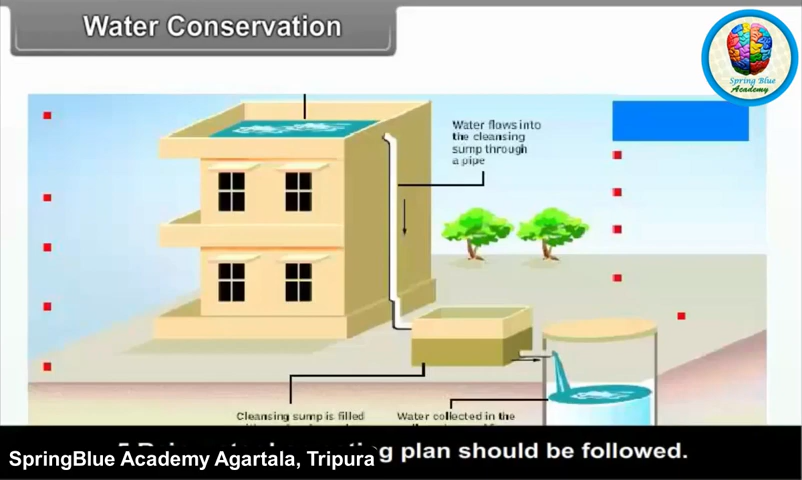 Water Conservation
Spring Blue
Academy
Water flows into
the cleansing
sump through
a pipe
Cleansing sump is filled
Water collected in the
plan should be followed.
SpringBlue Academy Agartala, Tripura